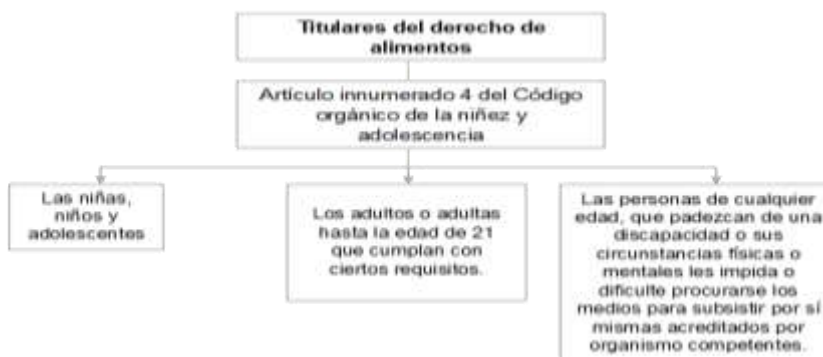 Titulares del derecho de
alimentos
Artículo innumerado 4 del Código
orgánico de la niñez y
adolescencia
Las niñas,
niños y
adolescentes
Los adultos o adultas
hasta la edad de 21
que cumplan con
ciertos requisitos.
Las personas de cualquier
edad, que padezcan de una
discapacidad o sus
circunstancias físicas o
mentales les impida o
dificulte procurarse los
medios para subsistir por sí
mismas acreditados por
organismo competentes.